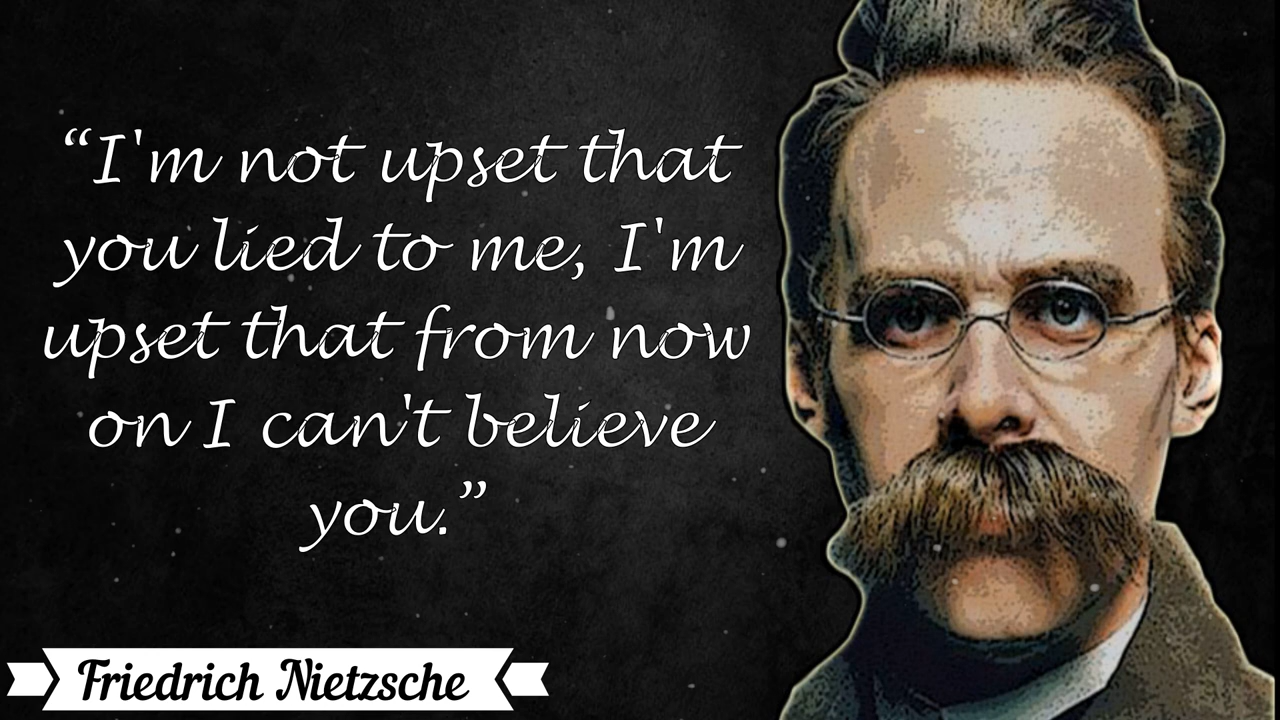 “I'm not upset that
you lied to me, I'm
upset that from now
on I can't believe
you.”
Friedrich Nietzsche